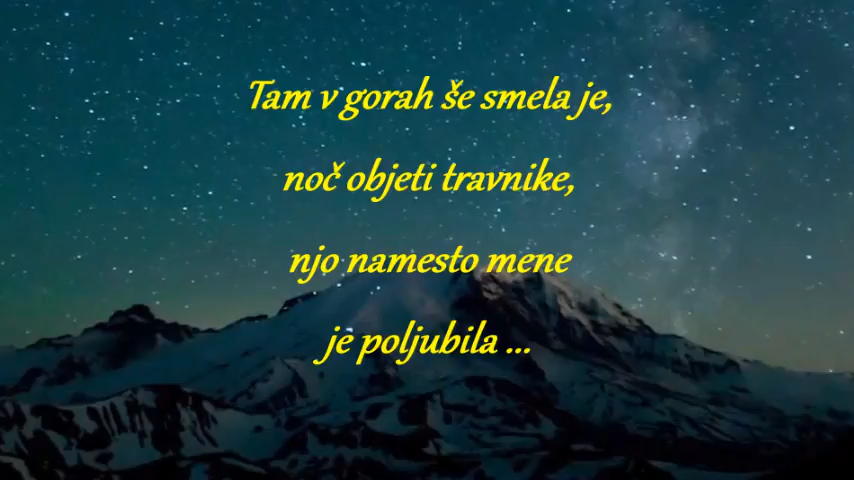 Tam v gorah še smela je,
noč objeti travnike,
njo namesto mene
je poljubila ...